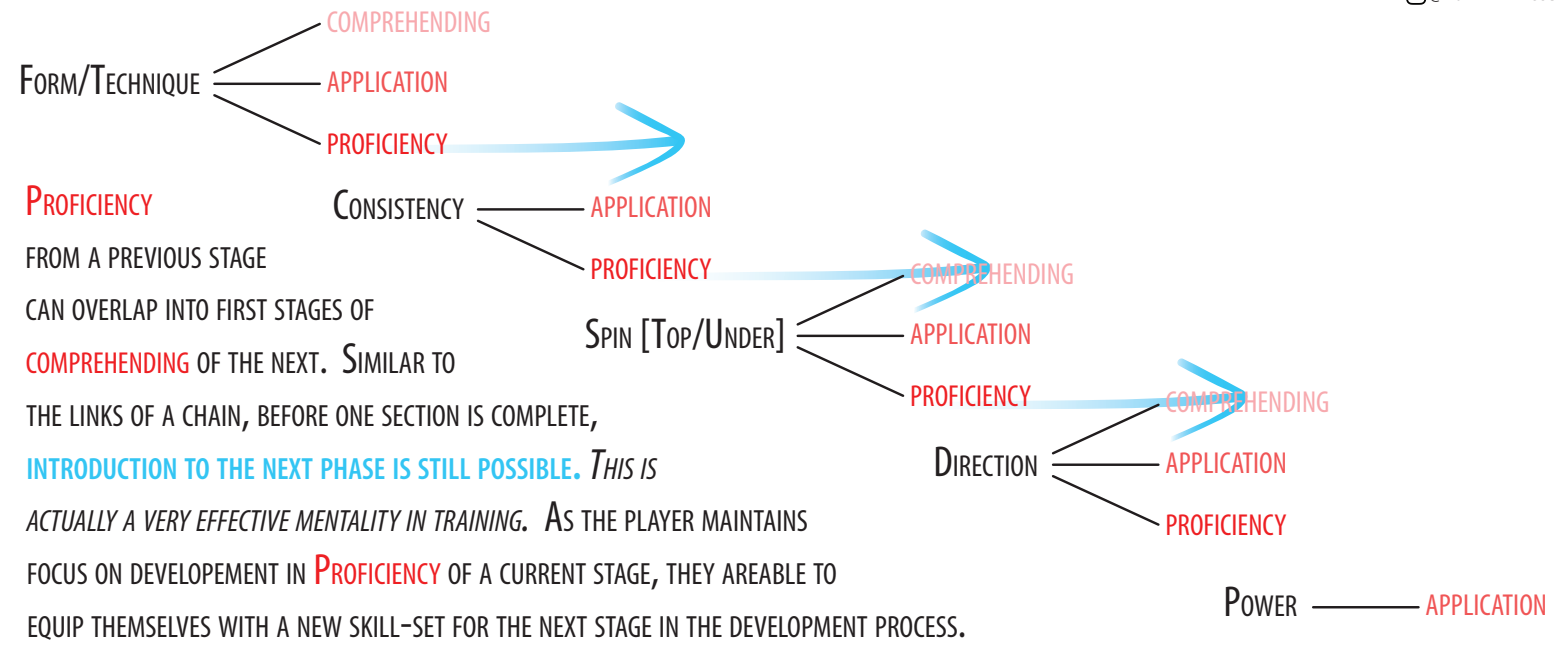 COMPREHENDING
FORM/TECHNIQUE
APPLICATION
PROFICIENCY
PROFICIENCY
CONSISTENCY
APPLICATION
FROM A PREVIOUS STAGE
PROFICIENCY
COMPREHENDING
CAN OVERLAP INTO FIRST STAGES OF
SPIN [TOP/UNDER]
APPLICATION
COMPREHENDING OF THE NEXT. SIMILAR TO
PROFICIENCY
COMPREHENDING
THE LINKS OF A CHAIN, BEFORE ONE SECTION IS COMPLETE,
DIRECTION
APPLICATION
INTRODUCTION TO THE NEXT PHASE IS STILL POSSIBLE. THIS IS
ACTUALLY A VERY EFFECTIVE MENTALITY IN TRAINING. AS THE PLAYER MAINTAINS
PROFICIENCY
FOCUS ON DEVELOPEMENT IN PROFICIENCY OF A CURRENT STAGE, THEY AREABLE TO
POWER
APPLICATION
EQUIP THEMSELVES WITH A NEW SKILL-SET FOR THE NEXT STAGE IN THE DEVELOPMENT PROCESS.